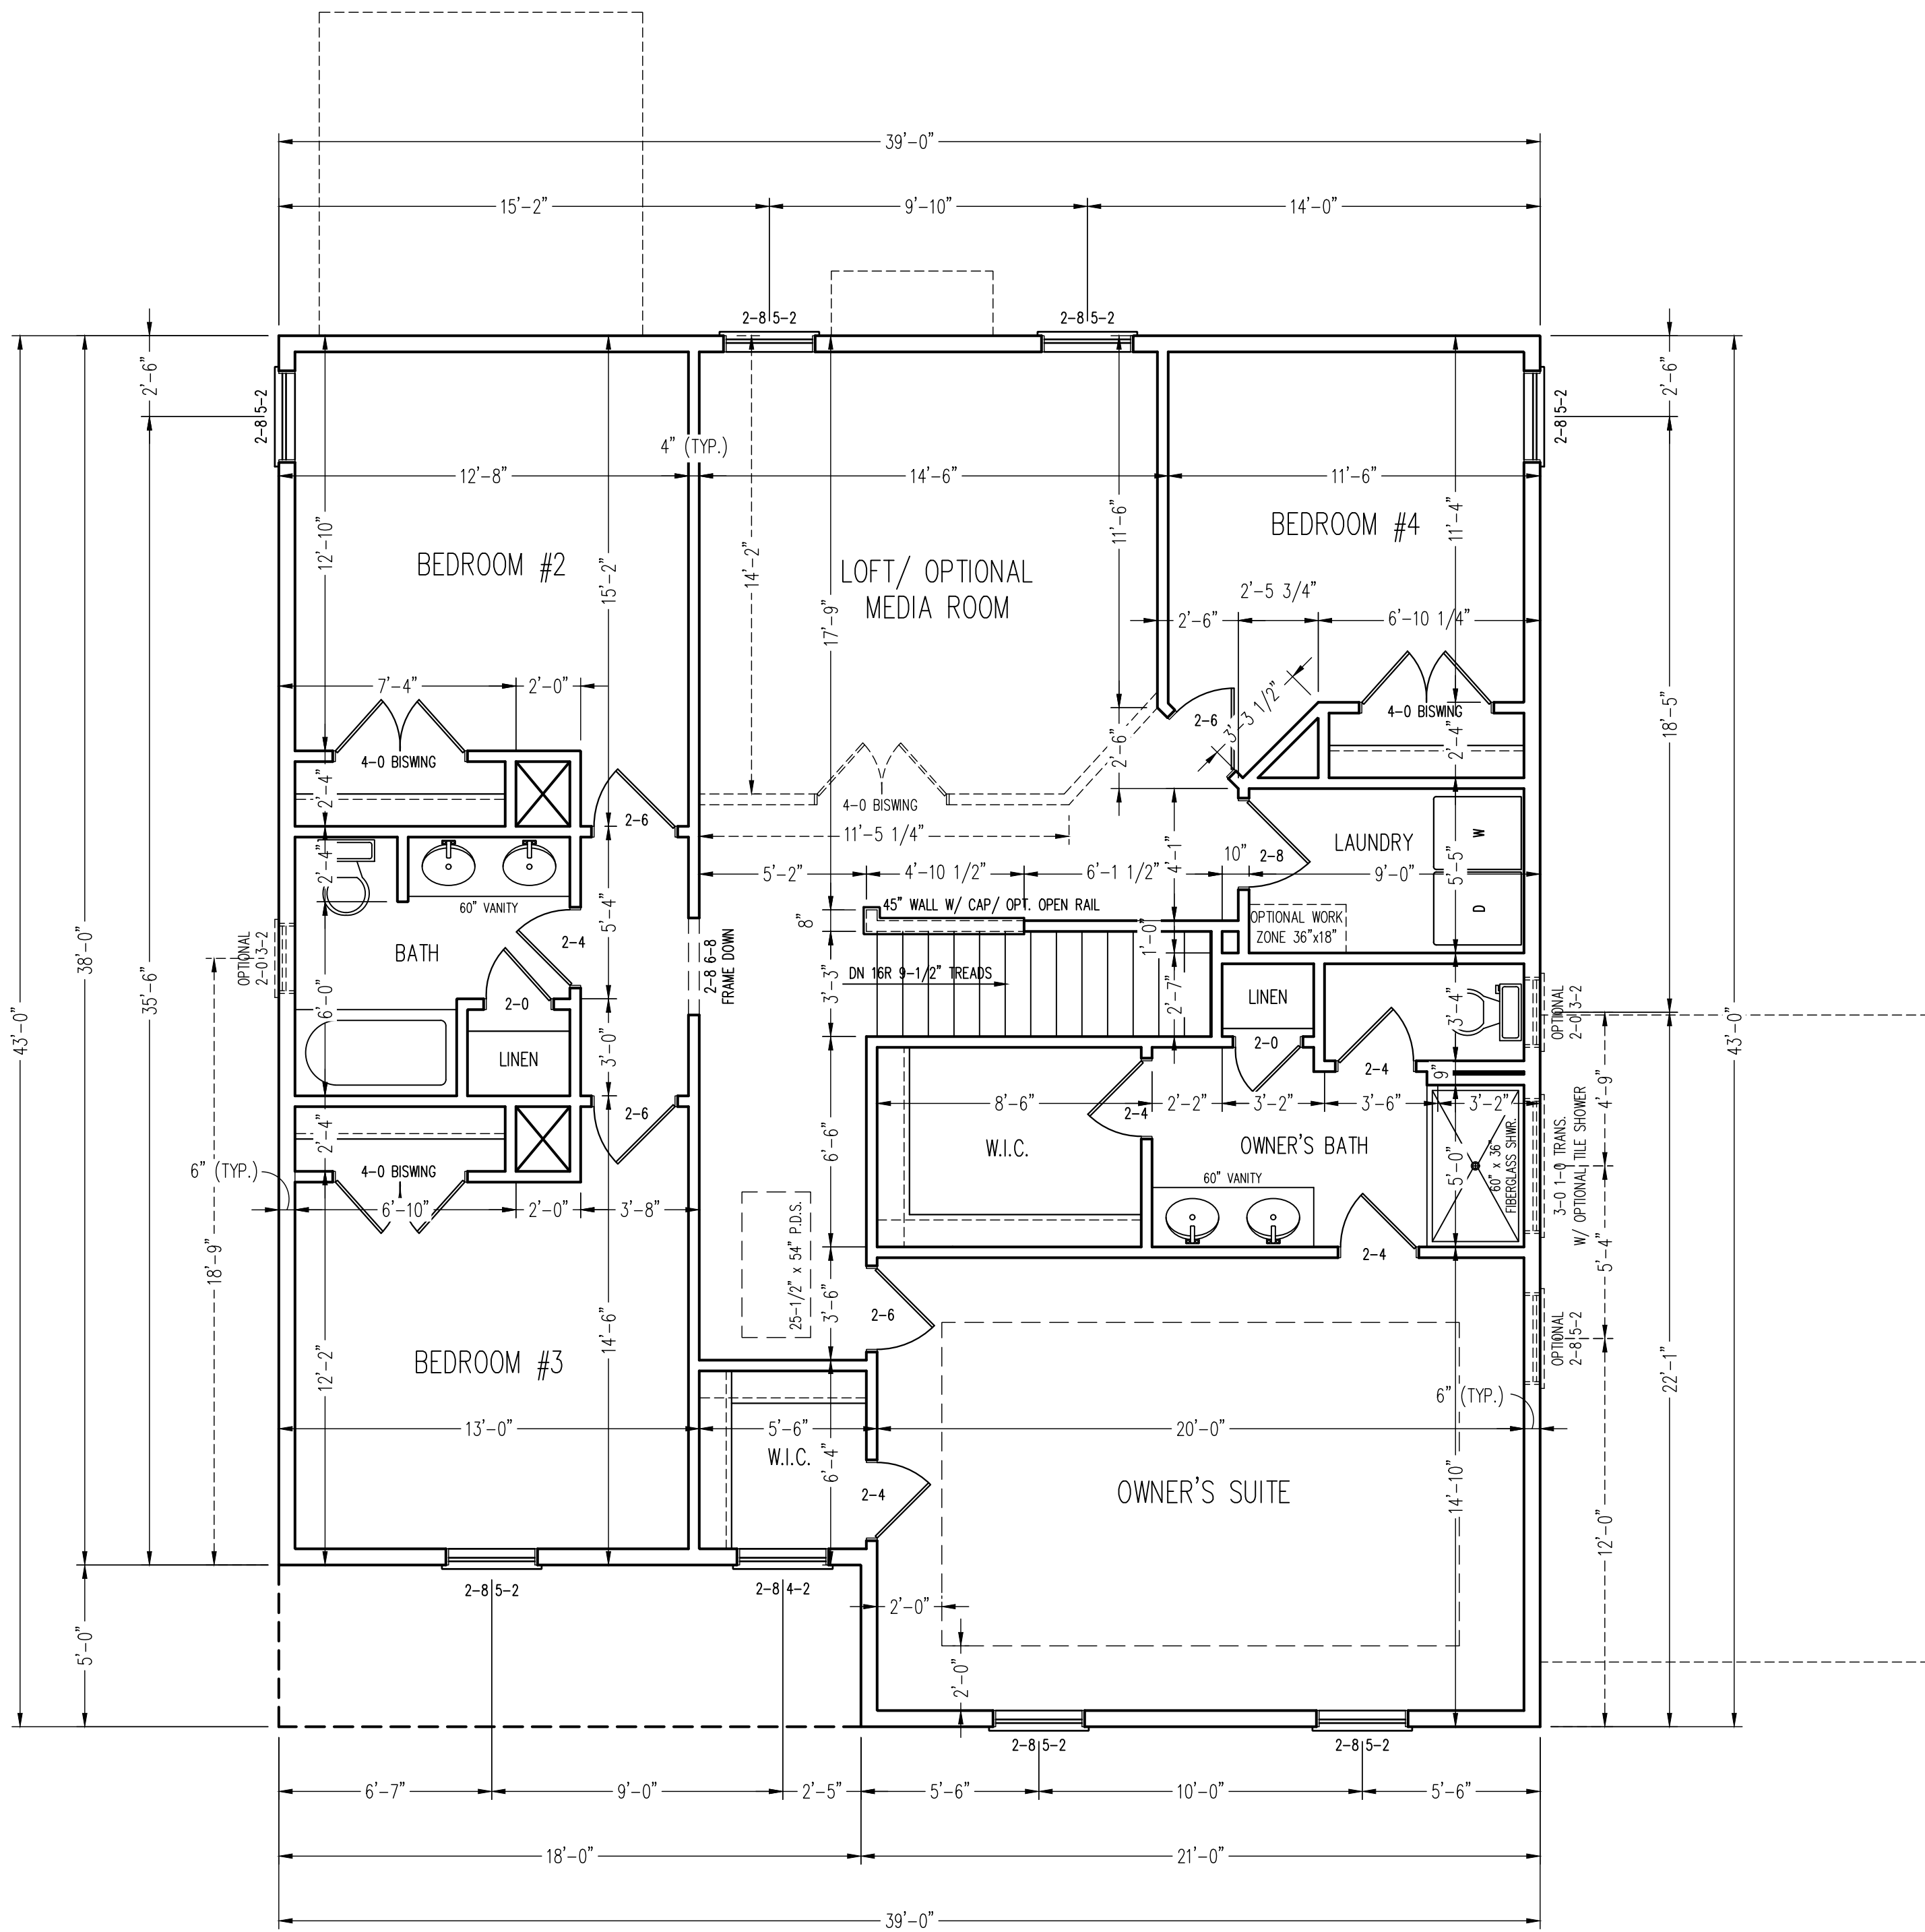 39'-0"
15'-2" 9'-10" 14'-0"
2-8 5-2 2-8 5-2
2'-6" 2'-6"
2-8 5-2 2-8 5-2
4" (TYP.)
12'-8" 14'-6" 11'-6"
12'-10" 15'-2" 14'-2" 17'-9" 11'-6" 11'-4"
BEDROOM #2
LOFT/ OPTIONAL
MEDIA ROOM
BEDROOM #4
2'-5 3/4"
2'-6" 6'-10 1/4"
7'-4" 2'-0"
3'-3 1/2"
2-6
4-0 BISWING
18'-5"
4-0 BISWING
2'-4" 2'-6" 2'-4"
4-0 BISWING
2-6
11'-5 1/4"
LAUNDRY
W
10" 2-8
4'-1" 5'-5"
5'-2" 4'-10 1/2" 6'-1 1/2" 9'-0"
2'-4"
60" VANITY
5'-4"
45" WALL W/ CAP/ OPT. OPEN RAIL
8"
OPTIONAL WORK
ZONE 36"x18"
D
2-4
1'-0"
BATH
OPTIONAL
2-0 3-2
2-8 6-8
FRAME DOWN
DN 16R 9-1/2" TREADS
3'-3" 2'-7"
LINEN
3'-4"
OPTIONAL
2-0 3-2
38'-0" 35'-6" 43'-0" 43'-0"
6'-0"
2-0
LINEN
3'-0"
2-0
2-4
9"
2-6
8'-6" 2'-2" 3'-2" 3'-6" 3'-2"
2-4
4'-9"
2'-4"
W.I.C.
6'-6"
OWNER'S BATH
60" VANITY
5'-0"
60" x 36"
FIBERGLASS SHWR.
3-0 1-0 TRANS.
W/ OPTIONAL TILE SHOWER
6" (TYP.)
4-0 BISWING
6'-10" 2'-0" 3'-8"
18'-9"
25-1/2" x 54" P.D.S.
2-4
5'-4"
3'-6"
2-6
BEDROOM #3
12'-2" 14'-6"
OPTIONAL
2-8 5-2
22'-1"
6" (TYP.)
13'-0" 5'-6" 20'-0"
W.I.C.
6'-4"
2-4
OWNER'S SUITE
14'-10"
12'-0"
2-8 5-2 2-8 4-2
2'-0"
5'-0"
2'-0"
2-8 5-2 2-8 5-2
6'-7" 9'-0" 2'-5" 5'-6" 10'-0" 5'-6"
18'-0" 21'-0"
39'-0"